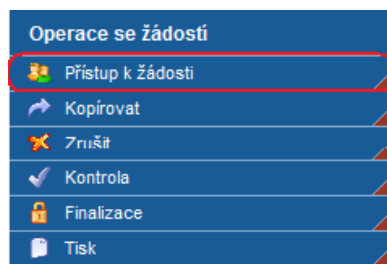 Operace se žádostí
Přístup k žádosti
Kopírovat
Zrušit
Kontrola
Finalizace
Tisk